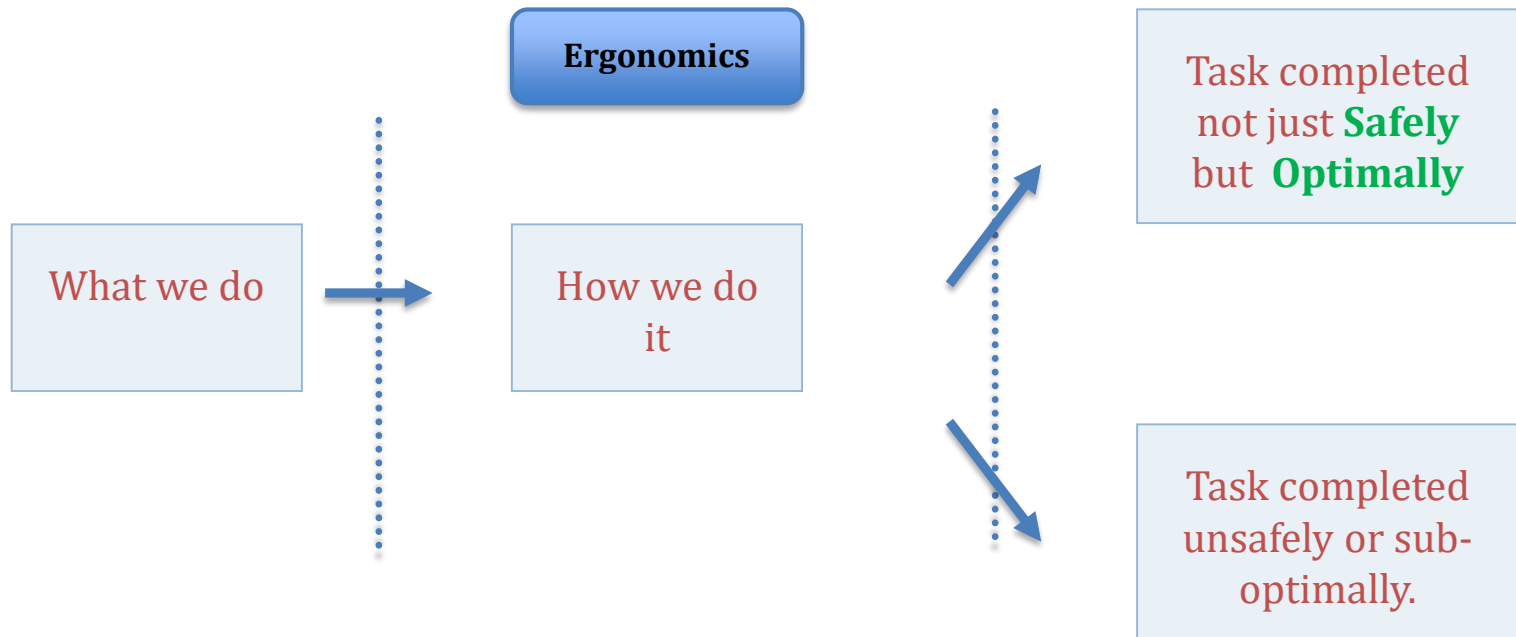 Ergonomics
Task completed
not just Safely
but Optimally
What we do
How we do
it
Task completed
unsafely or sub-
optimally.